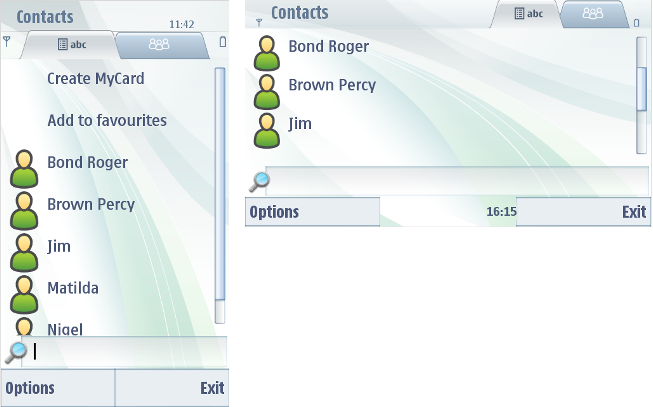 Contacts
11:42
abc
Create MyCard
Add to favourites
Bond Roger
Brown Percy
Jim
Matilda
Nigel
Options Exit
Contacts
abc
Bond Roger
Brown Percy
Jim
Options 16:15 Exit